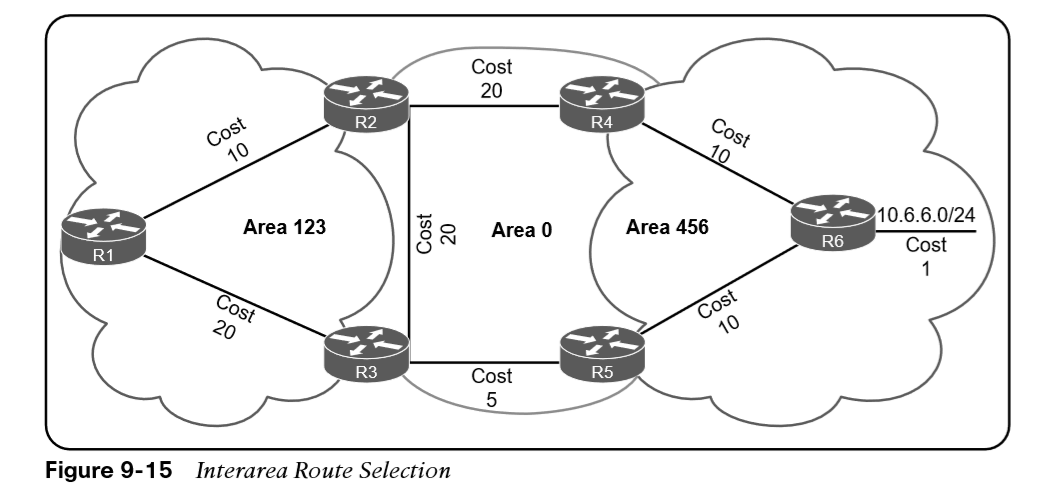 Cost
20
R2
R4
Cost
10
Cost
10
Area 123
Cost
20
Area 0
Area 456
R1
R6
10.6.6.0/24
Cost
1
Cost
20
Cost
10
R3
R5
Cost
5
Figure 9-15 Interarea Route Selection